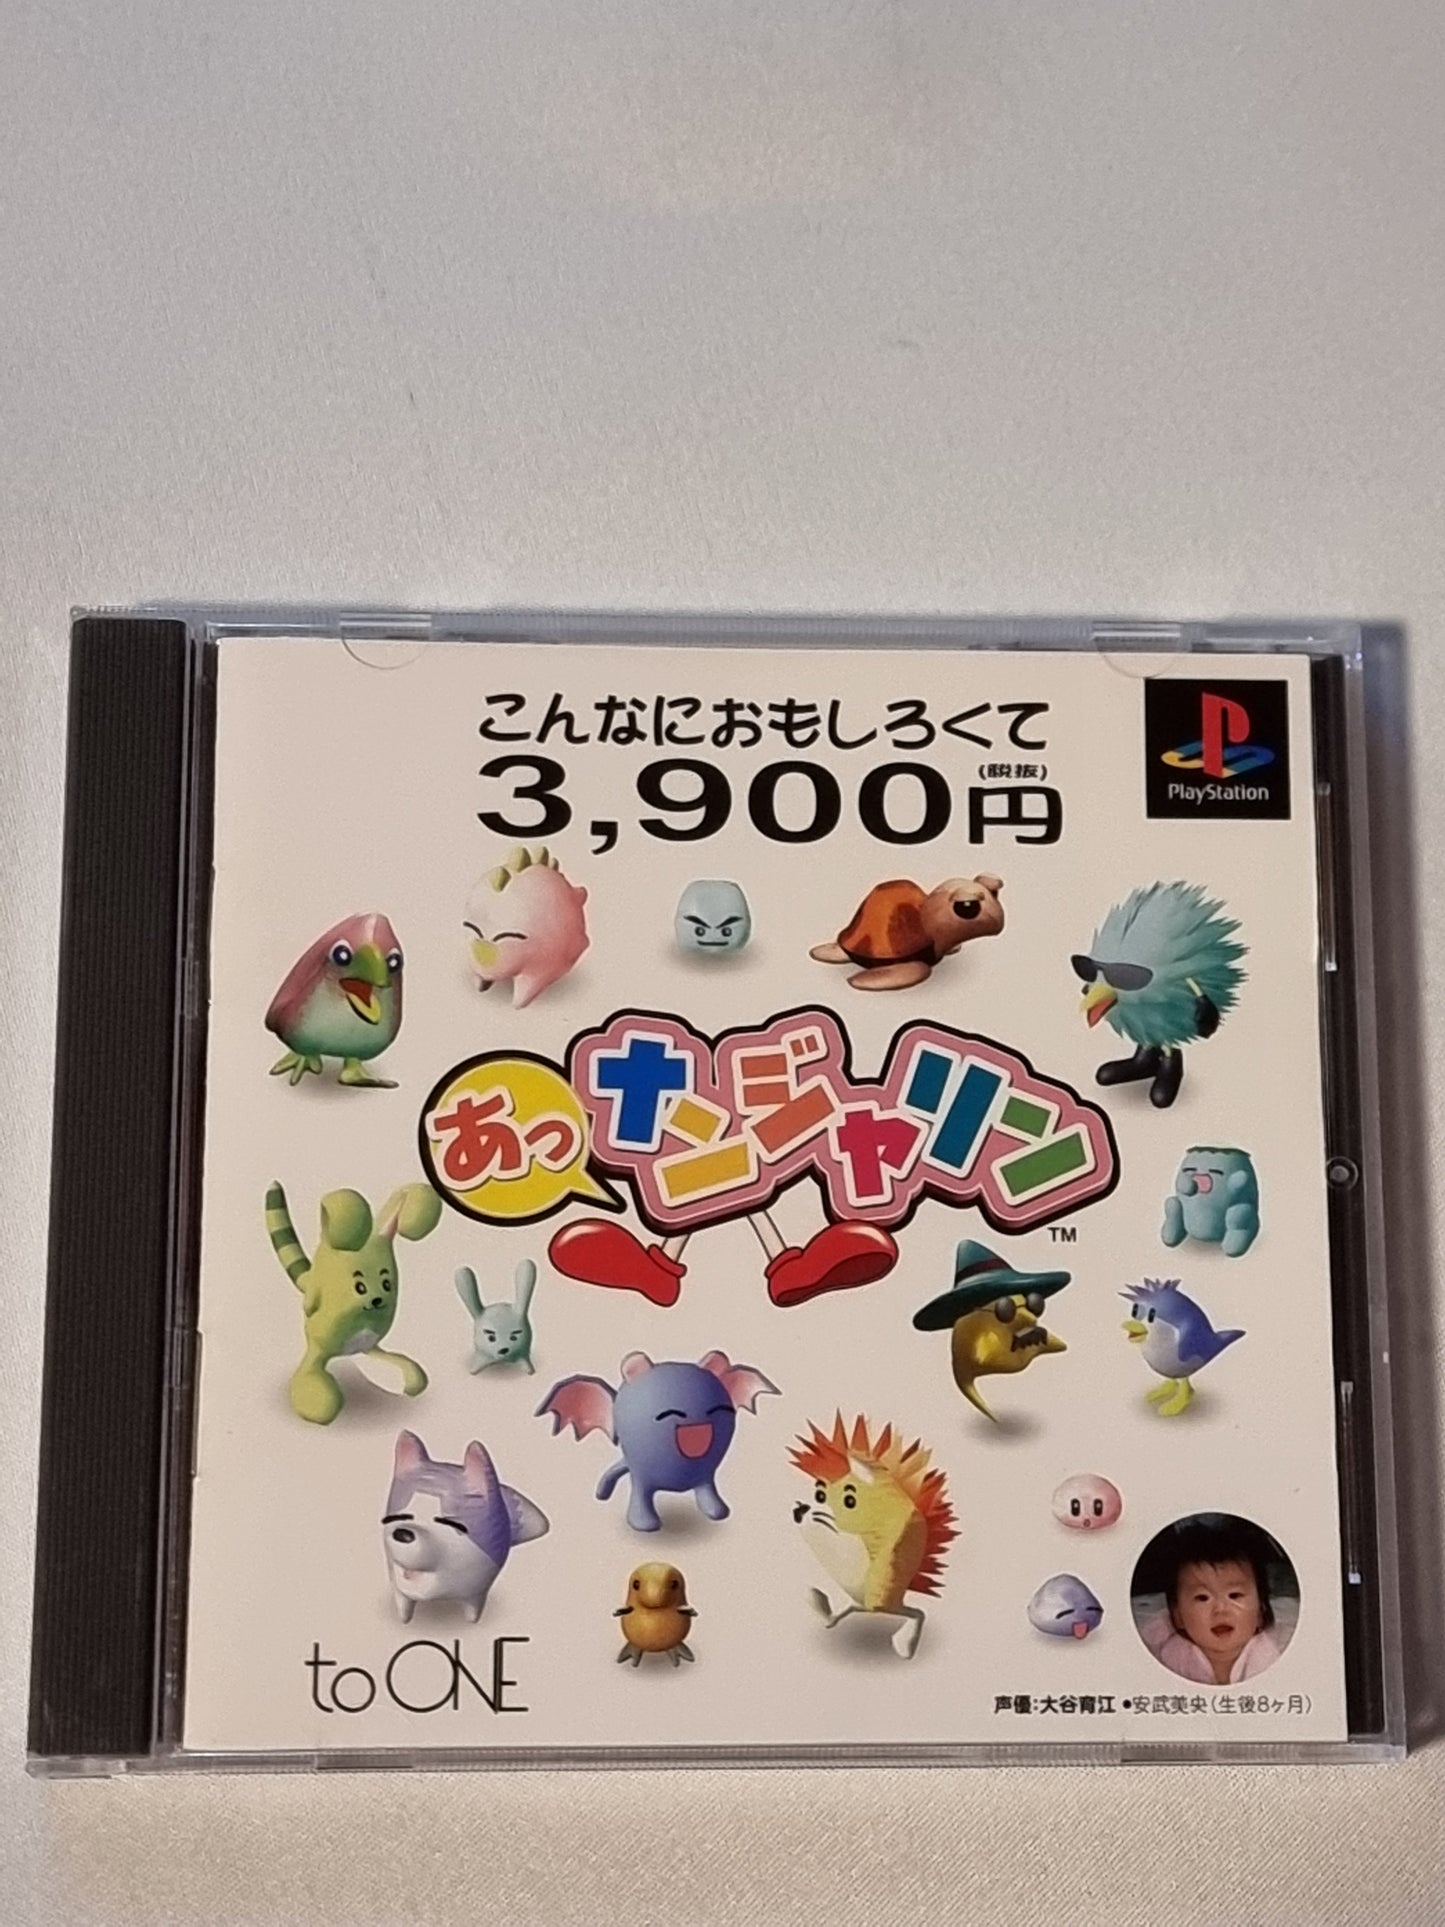 こんなにおもしろくて
3,900円(税抜)
PlayStation
あっ ナンジャリン
TM
to ONE
声優:大谷育江 ●安武美央(生後8ヶ月)